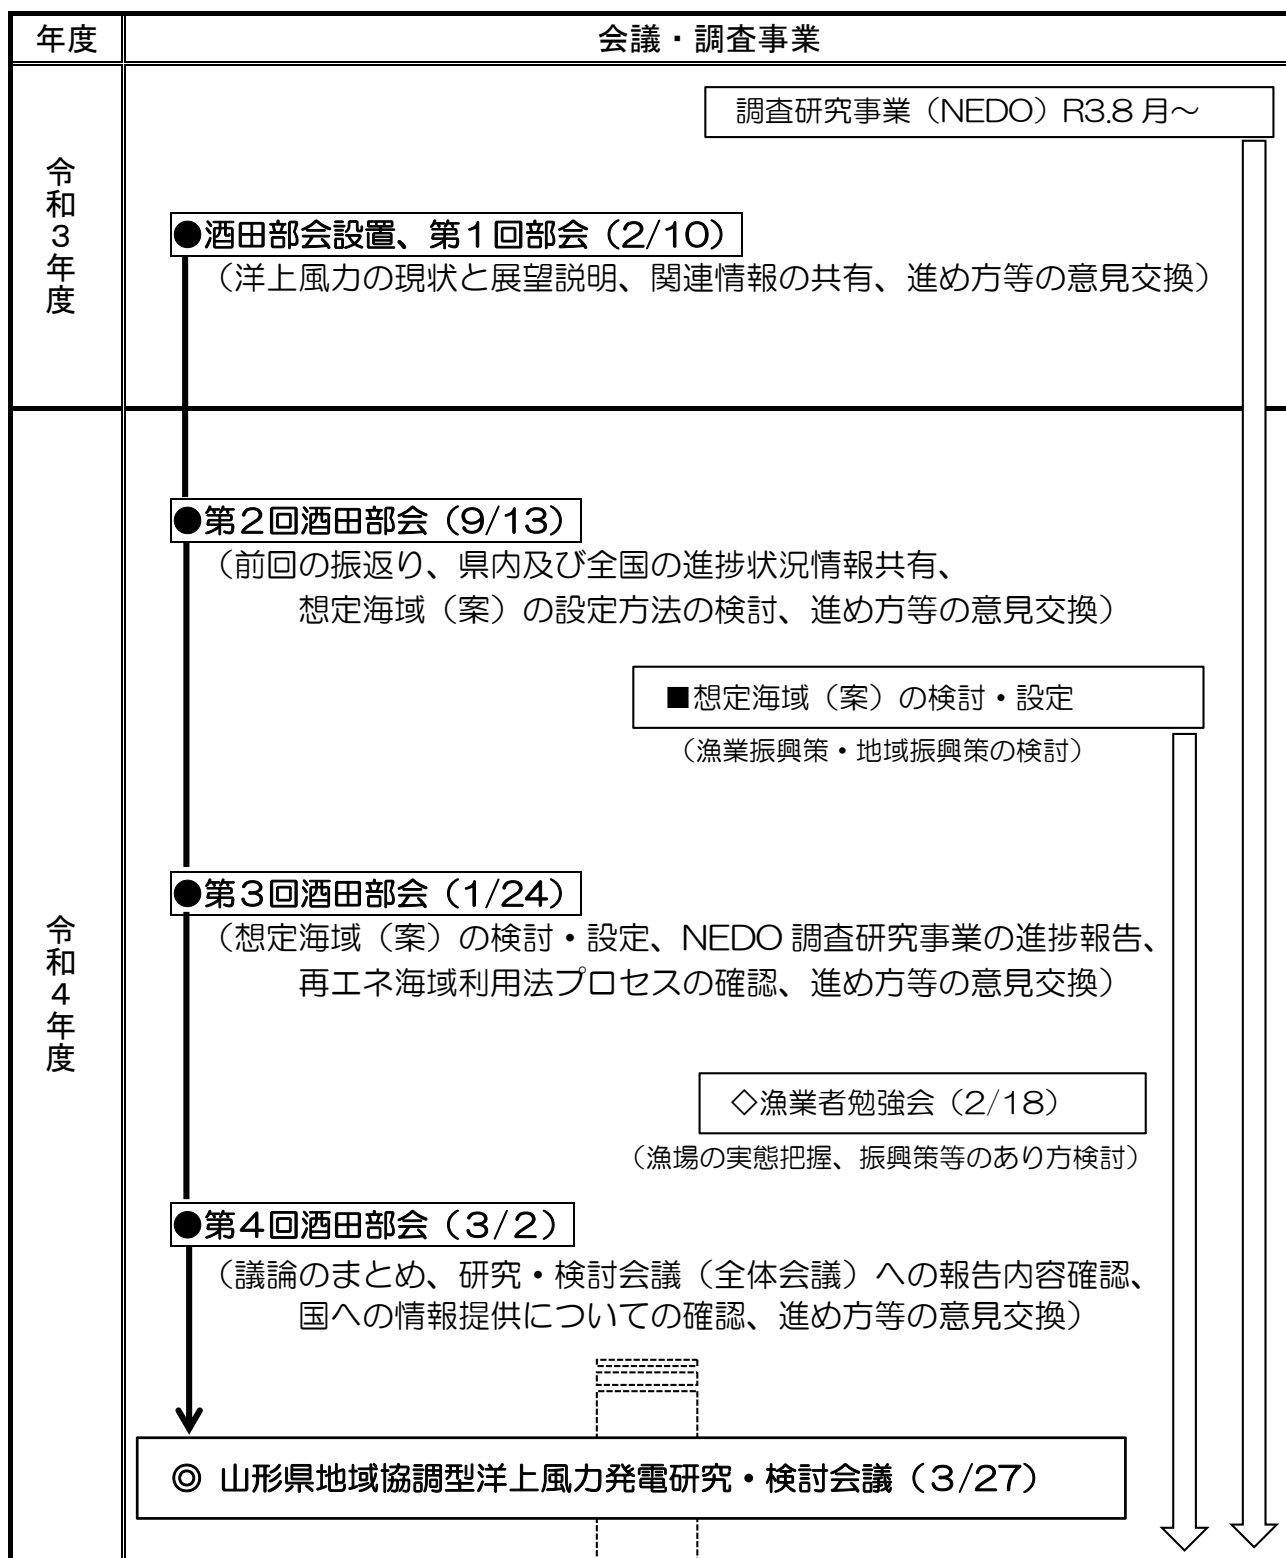 年度
会議・調査事業
令和３年度
調査研究事業（NEDO）R3.8月～
●酒田部会設置、第１回部会（2/10）
（洋上風力の現状と展望説明、関連情報の共有、進め方等の意見交換）
令和４年度
●第２回酒田部会（9/13）
（前回の振返り、県内及び全国の進捗状況情報共有、
想定海域（案）の設定方法の検討、進め方等の意見交換）
■想定海域（案）の検討・設定
（漁業振興策・地域振興策の検討）
●第３回酒田部会（1/24）
（想定海域（案）の検討・設定、NEDO調査研究事業の進捗報告、
再エネ海域利用法プロセスの確認、進め方等の意見交換）
◇漁業者勉強会（2/18）
（漁場の実態把握、振興策等のあり方検討）
●第４回酒田部会（3/2）
（議論のまとめ、研究・検討会議（全体会議）への報告内容確認、
国への情報提供についての確認、進め方等の意見交換）
◎ 山形県地域協調型洋上風力発電研究・検討会議（3/27）